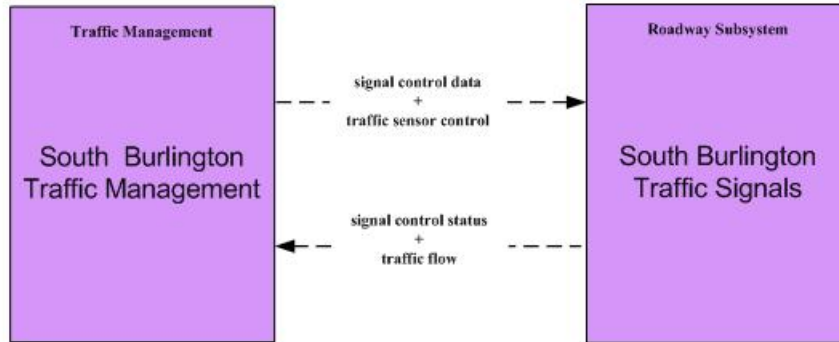 Traffic Management
South Burlington
Traffic Management
signal control data
+
traffic sensor control
signal control status
+
traffic flow
Roadway Subsystem
South Burlington
Traffic Signals